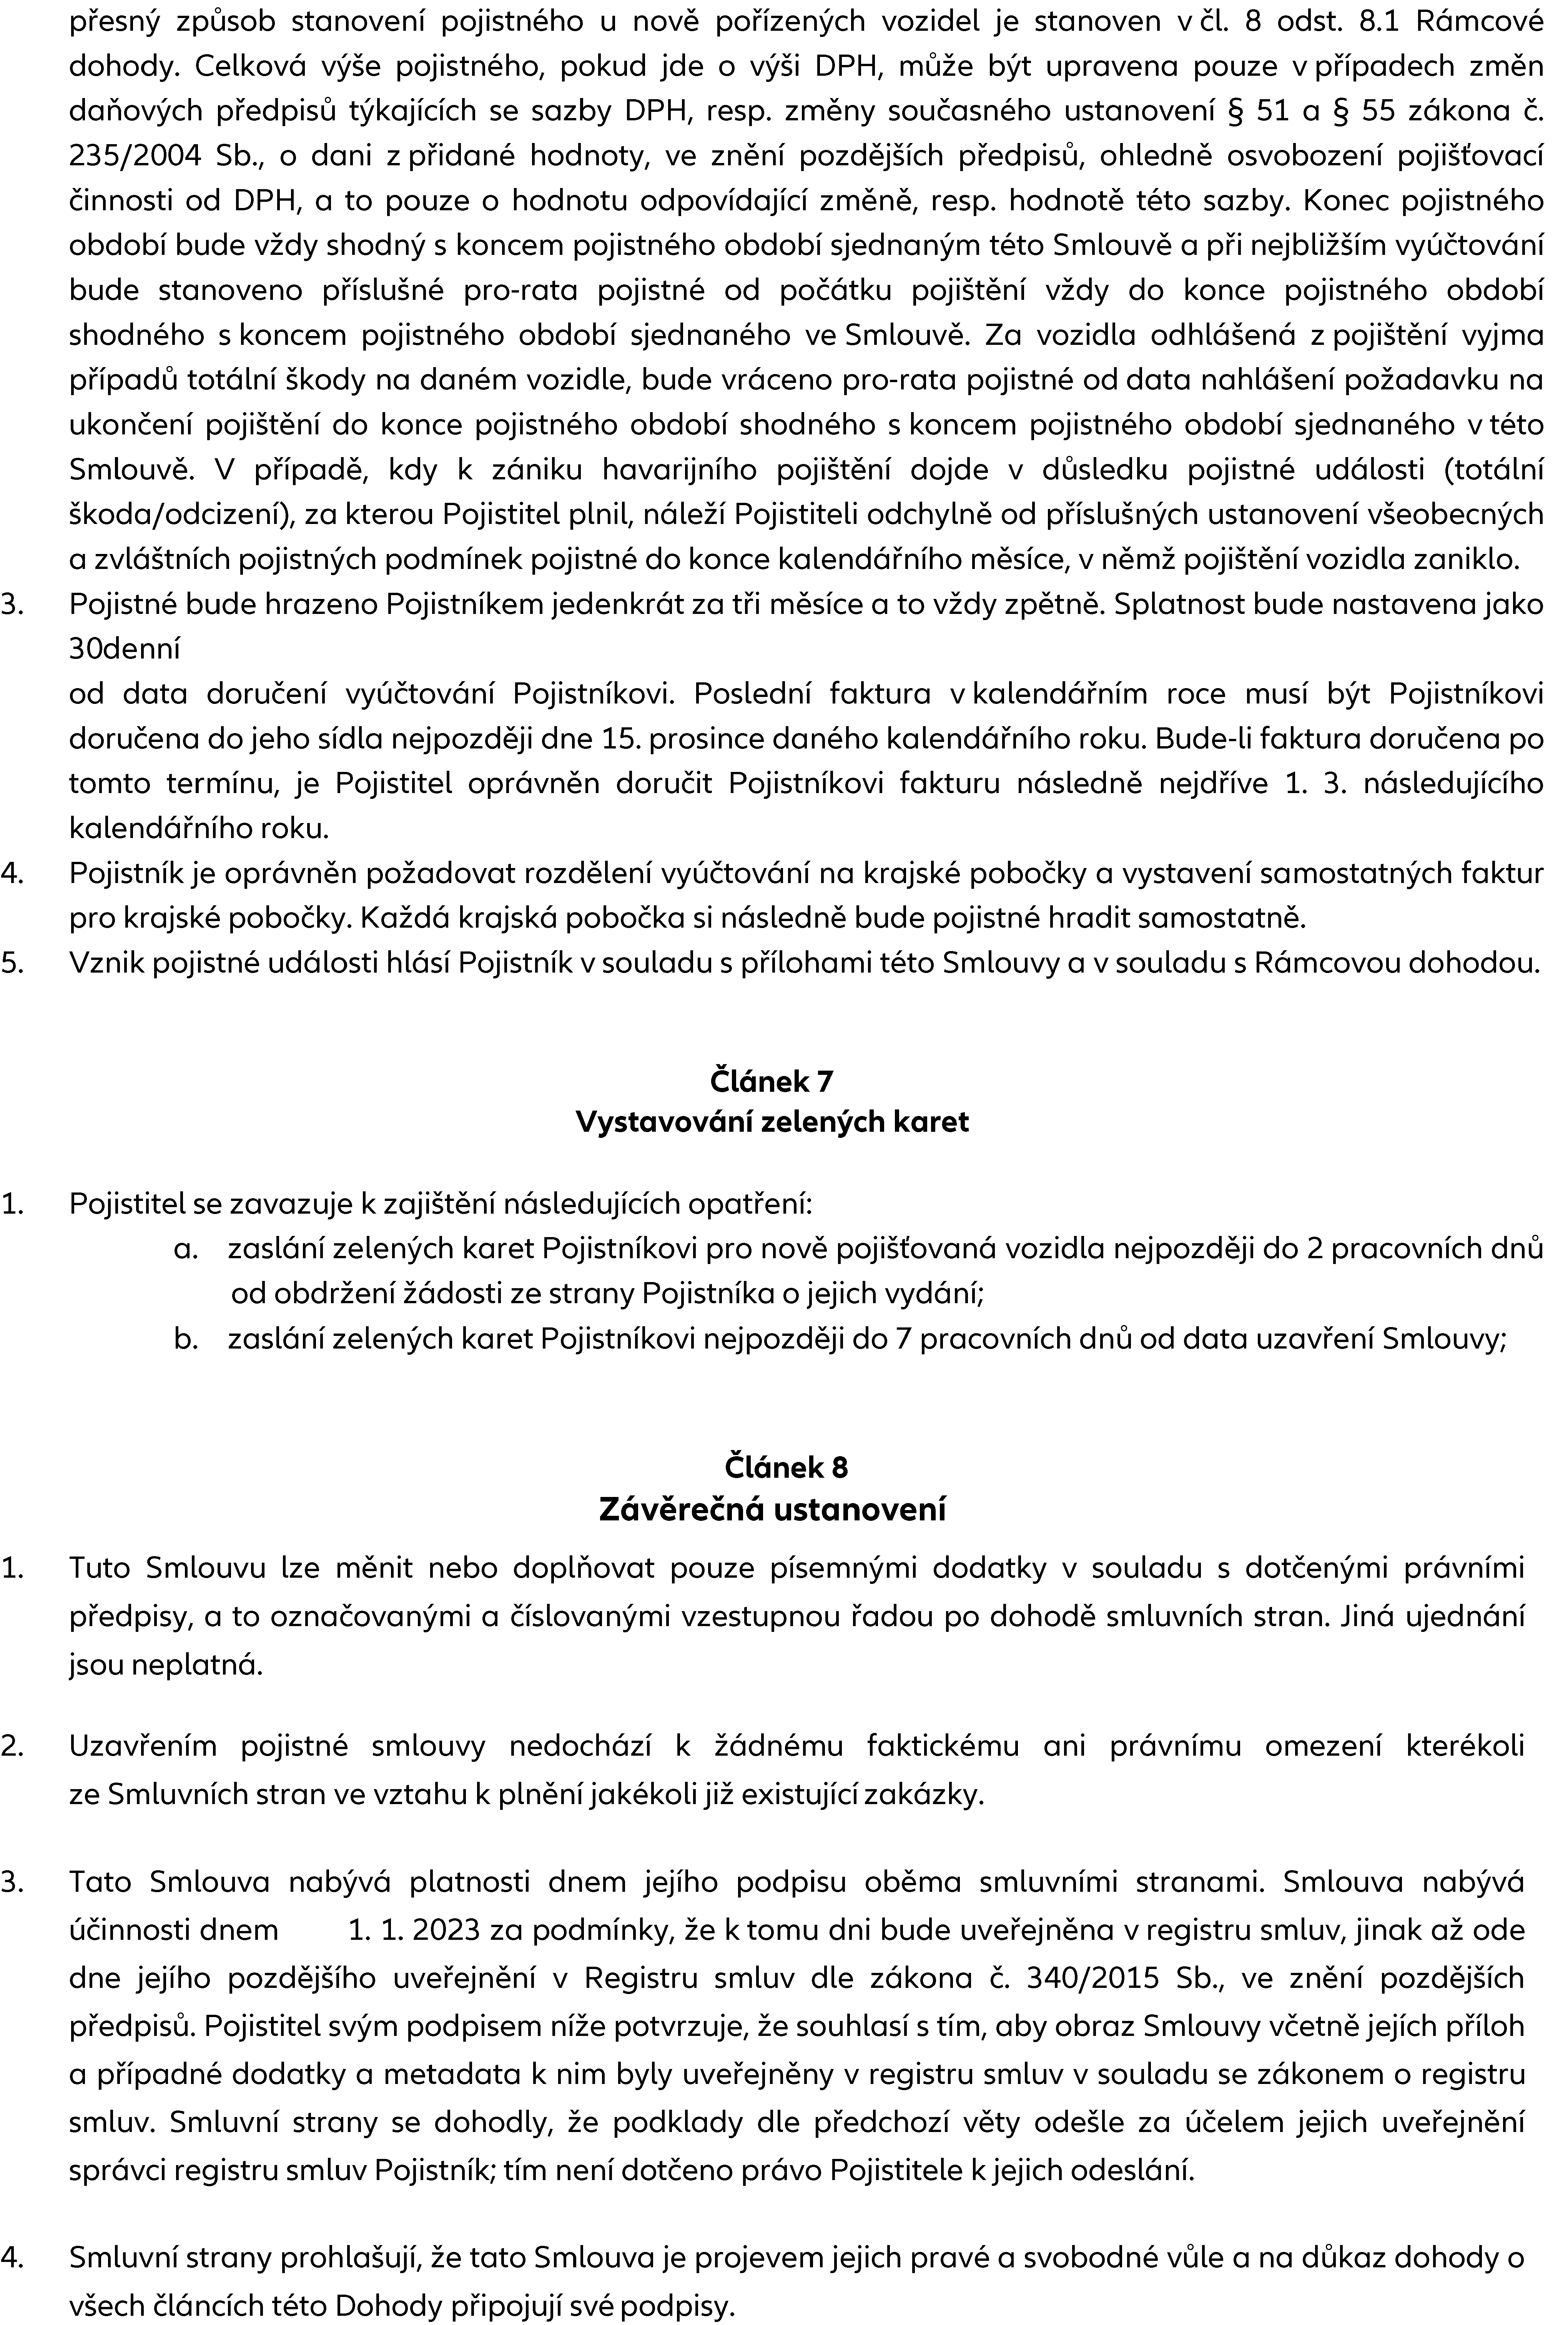 přesný způsob stanovení pojistného u nově pořízených vozidel je stanoven v čl. 8 odst. 8.1 Rámcové
dohody. Celková výše pojistného, pokud jde o výši DPH, může být upravena pouze v případech změn
daňových předpisů týkajících se sazby DPH, resp. změny současného ustanovení § 51 a § 55 zákona č.
235/2004 Sb., o dani z přidané hodnoty, ve znění pozdějších předpisů, ohledně osvobození pojišťovací
činnosti od DPH, a to pouze o hodnotu odpovídající změně, resp. hodnotě této sazby. Konec pojistného
období bude vždy shodný s koncem pojistného období sjednaným této Smlouvě a při nejbližším vyúčtování
bude stanoveno příslušné pro-rata pojistné od počátku pojištění vždy do konce pojistného období
shodného s koncem pojistného období sjednaného ve Smlouvě. Za vozidla odhlášená z pojištění vyjma
případů totální škody na daném vozidle, bude vráceno pro-rata pojistné od data nahlášení požadavku na
ukončení pojištění do konce pojistného období shodného s koncem pojistného období sjednaného v této
Smlouvě. V případě, kdy k zániku havarijního pojištění dojde v důsledku pojistné události (totální
škoda/odcizení), za kterou Pojistitel plnil, náleží Pojistiteli odchylně od příslušných ustanovení všeobecných
a zvláštních pojistných podmínek pojistné do konce kalendářního měsíce, v němž pojištění vozidla zaniklo.
3. Pojistné bude hrazeno Pojistníkem jedenkrát za tři měsíce a to vždy zpětně. Splatnost bude nastavena jako
30denní
od data doručení vyúčtování Pojistníkovi. Poslední faktura v kalendářním roce musí být Pojistníkovi
doručena do jeho sídla nejpozději dne 15. prosince daného kalendářního roku. Bude-li faktura doručena po
tomto termínu, je Pojistitel oprávněn doručit Pojistníkovi fakturu následně nejdříve 1. 3. následujícího
kalendářního roku.
4. Pojistník je oprávněn požadovat rozdělení vyúčtování na krajské pobočky a vystavení samostatných faktur
pro krajské pobočky. Každá krajská pobočka si následně bude pojistné hradit samostatně.
5. Vznik pojistné události hlásí Pojistník v souladu s přílohami této Smlouvy a v souladu s Rámcovou dohodou.
Článek 7
Vystavování zelených karet
1. Pojistitel se zavazuje k zajištění následujících opatření:
a. zaslání zelených karet Pojistníkovi pro nově pojišťovaná vozidla nejpozději do 2 pracovních dnů
od obdržení žádosti ze strany Pojistníka o jejich vydání;
b. zaslání zelených karet Pojistníkovi nejpozději do 7 pracovních dnů od data uzavření Smlouvy;
Článek 8
Závěrečná ustanovení
1. Tuto Smlouvu lze měnit nebo doplňovat pouze písemnými dodatky v souladu s dotčenými právními
předpisy, a to označovanými a číslovanými vzestupnou řadou po dohodě smluvních stran. Jiná ujednání
jsou neplatná.
2. Uzavřením pojistné smlouvy nedochází k žádnému faktickému ani právnímu omezení kterékoli
ze Smluvních stran ve vztahu k plnění jakékoli již existující zakázky.
3. Tato Smlouva nabývá platnosti dnem jejího podpisu oběma smluvními stranami. Smlouva nabývá
účinnosti dnem 1. 1. 2023 za podmínky, že k tomu dni bude uveřejněna v registru smluv, jinak až ode
dne jejího pozdějšího uveřejnění v Registru smluv dle zákona č. 340/2015 Sb., ve znění pozdějších
předpisů. Pojistitel svým podpisem níže potvrzuje, že souhlasí s tím, aby obraz Smlouvy včetně jejích příloh
a případné dodatky a metadata k nim byly uveřejněny v registru smluv v souladu se zákonem o registru
smluv. Smluvní strany se dohodly, že podklady dle předchozí věty odešle za účelem jejich uveřejnění
správci registru smluv Pojistník; tím není dotčeno právo Pojistitele k jejich odeslání.
4. Smluvní strany prohlašují, že tato Smlouva je projevem jejich pravé a svobodné vůle a na důkaz dohody o
všech článcích této Dohody připojují své podpisy.